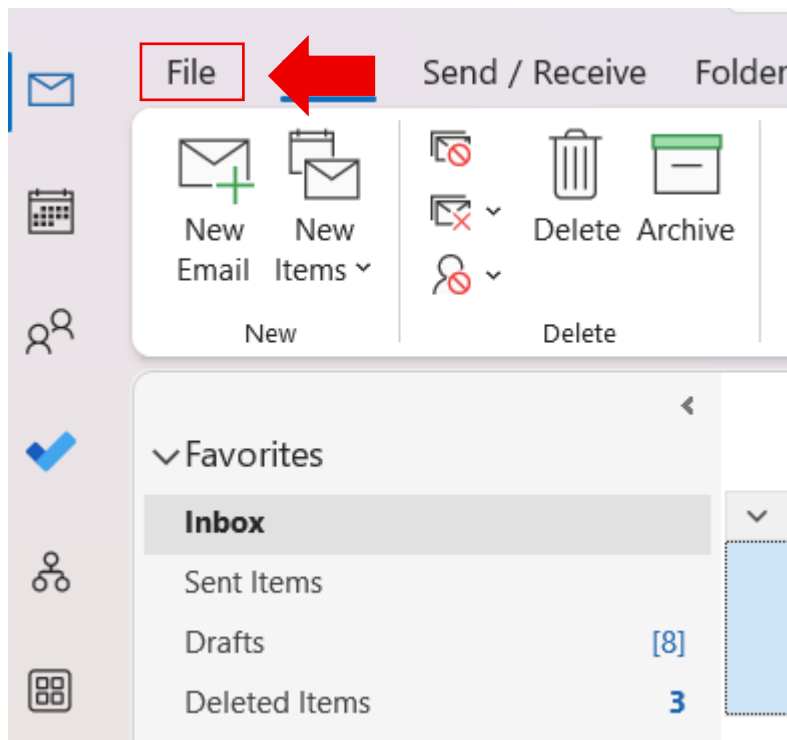 File Send / Receive Folder
New Email
New Items
Delete
Archive
New
Delete
Favorites
Inbox
Sent Items
Drafts [8]
Deleted Items 3